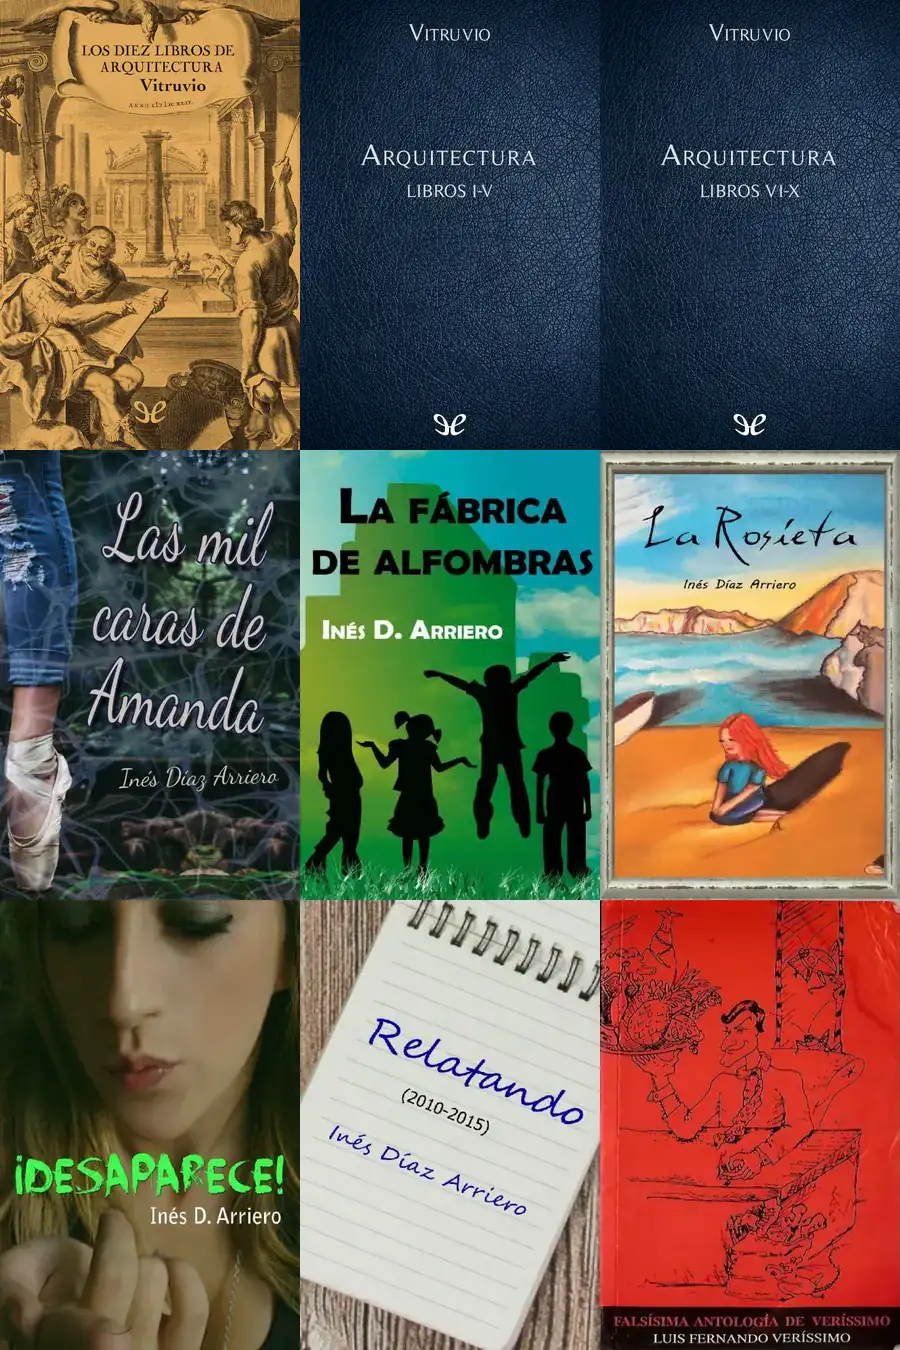 LOS DIEZ LIBROS DE
ARQUITECTURA
Vitruvio
VITRUVIO
ARQUITECTURA
LIBROS I-V
VITRUVIO
ARQUITECTURA
LIBROS VI-X
Las mil
caras de
Amanda
Inés Díaz Arriero
LA FÁBRICA
DE ALFOMBRAS
INÉS D. ARRIERO
La Rosieta
Inés Díaz Arriero
¡DESAPARECE!
Inés D. Arriero
Relatando
(2010-2015)
Inés Díaz Arriero
FALSÍSIMA ANTOLOGÍA DE VERÍSSIMO
LUIS FERNANDO VERÍSSIMO